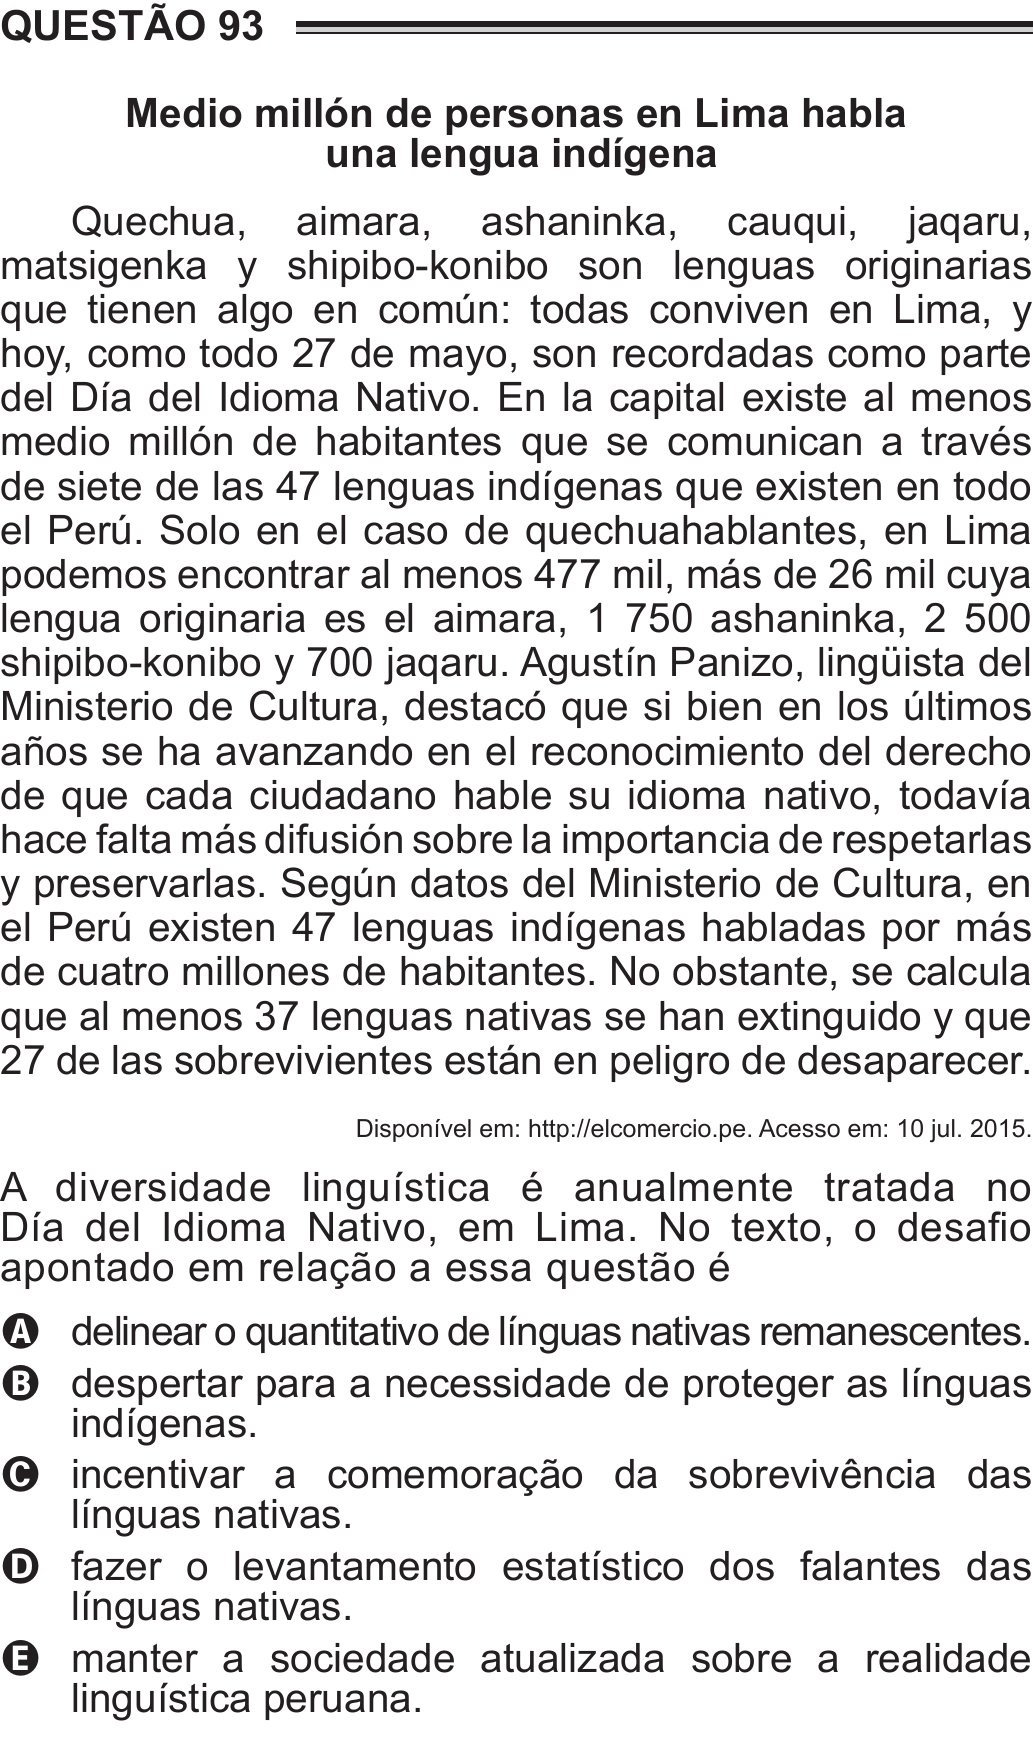 QUESTÃO 93
Medio millón de personas en Lima habla
una lengua indígena
Quechua, aimara, ashaninka, cauqui, jaqaru,
matsigenka y shipibo-konibo son lenguas originarias
que tienen algo en común: todas conviven en Lima, y
hoy, como todo 27 de mayo, son recordadas como parte
del Día del Idioma Nativo. En la capital existe al menos
medio millón de habitantes que se comunican a través
de siete de las 47 lenguas indígenas que existen en todo
el Perú. Solo en el caso de quechuahablantes, en Lima
podemos encontrar al menos 477 mil, más de 26 mil cuya
lengua originaria es el aimara, 1 750 ashaninka, 2 500
shipibo-konibo y 700 jaqaru. Agustín Panizo, lingüista del
Ministerio de Cultura, destacó que si bien en los últimos
años se ha avanzando en el reconocimiento del derecho
de que cada ciudadano hable su idioma nativo, todavía
hace falta más difusión sobre la importancia de respetarlas
y preservarlas. Según datos del Ministerio de Cultura, en
el Perú existen 47 lenguas indígenas habladas por más
de cuatro millones de habitantes. No obstante, se calcula
que al menos 37 lenguas nativas se han extinguido y que
27 de las sobrevivientes están en peligro de desaparecer.
Disponível em: http://elcomercio.pe. Acesso em: 10 jul. 2015.
A diversidade linguística é anualmente tratada no
Día del Idioma Nativo, em Lima. No texto, o desafio
apontado em relação a essa questão é
A delinear o quantitativo de línguas nativas remanescentes.
B despertar para a necessidade de proteger as línguas
indígenas.
C incentivar a comemoração da sobrevivência das
línguas nativas.
D fazer o levantamento estatístico dos falantes das
línguas nativas.
E manter a sociedade atualizada sobre a realidade
linguística peruana.